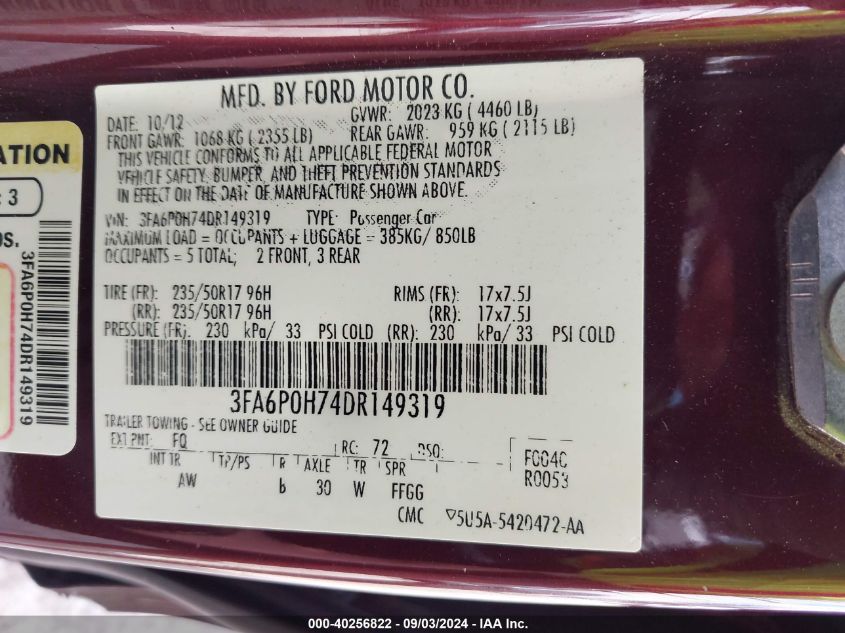 MFD. BY FORD MOTOR CO.
DATE: 10/12 GVWR: 2023 KG ( 4460 LB)
FRONT GAWR: 1068 KG ( 2355 LB) REAR GAWR: 959 KG ( 2115 LB)
THIS VEHICLE CONFORMS TO ALL APPLICABLE FEDERAL MOTOR
VEHICLE SAFETY, BUMPER, AND THEFT PREVENTION STANDARDS
IN EFFECT ON THE DATE OF MANUFACTURE SHOWN ABOVE.
VIN: 3FA6P0H74DR149319 TYPE: Passenger Car
MAXIMUM LOAD = OCCUPANTS + LUGGAGE = 385KG/ 850LB
OCCUPANTS = 5 TOTAL; 2 FRONT, 3 REAR
TIRE (FR): 235/50R17 96H RIMS (FR): 17x7.5J
(RR): 235/50R17 96H (RR): 17x7.5J
PRESSURE (FR): 230 kPa/ 33 PSI COLD (RR): 230 kPa/ 33 PSI COLD
3FA6P0H74DR149319
TRAILER TOWING - SEE OWNER GUIDE
EXT PNT: FQ RC: 72 DSO:
INT TR TP/PS R AXLE TR SPR
AW b 30 W FFGG
R0053
CMC 5U5A-5420472-AA
ATION
: 3
3FA6P0H74DR149319
000-40256822 - 09/03/2024 - IAA Inc.